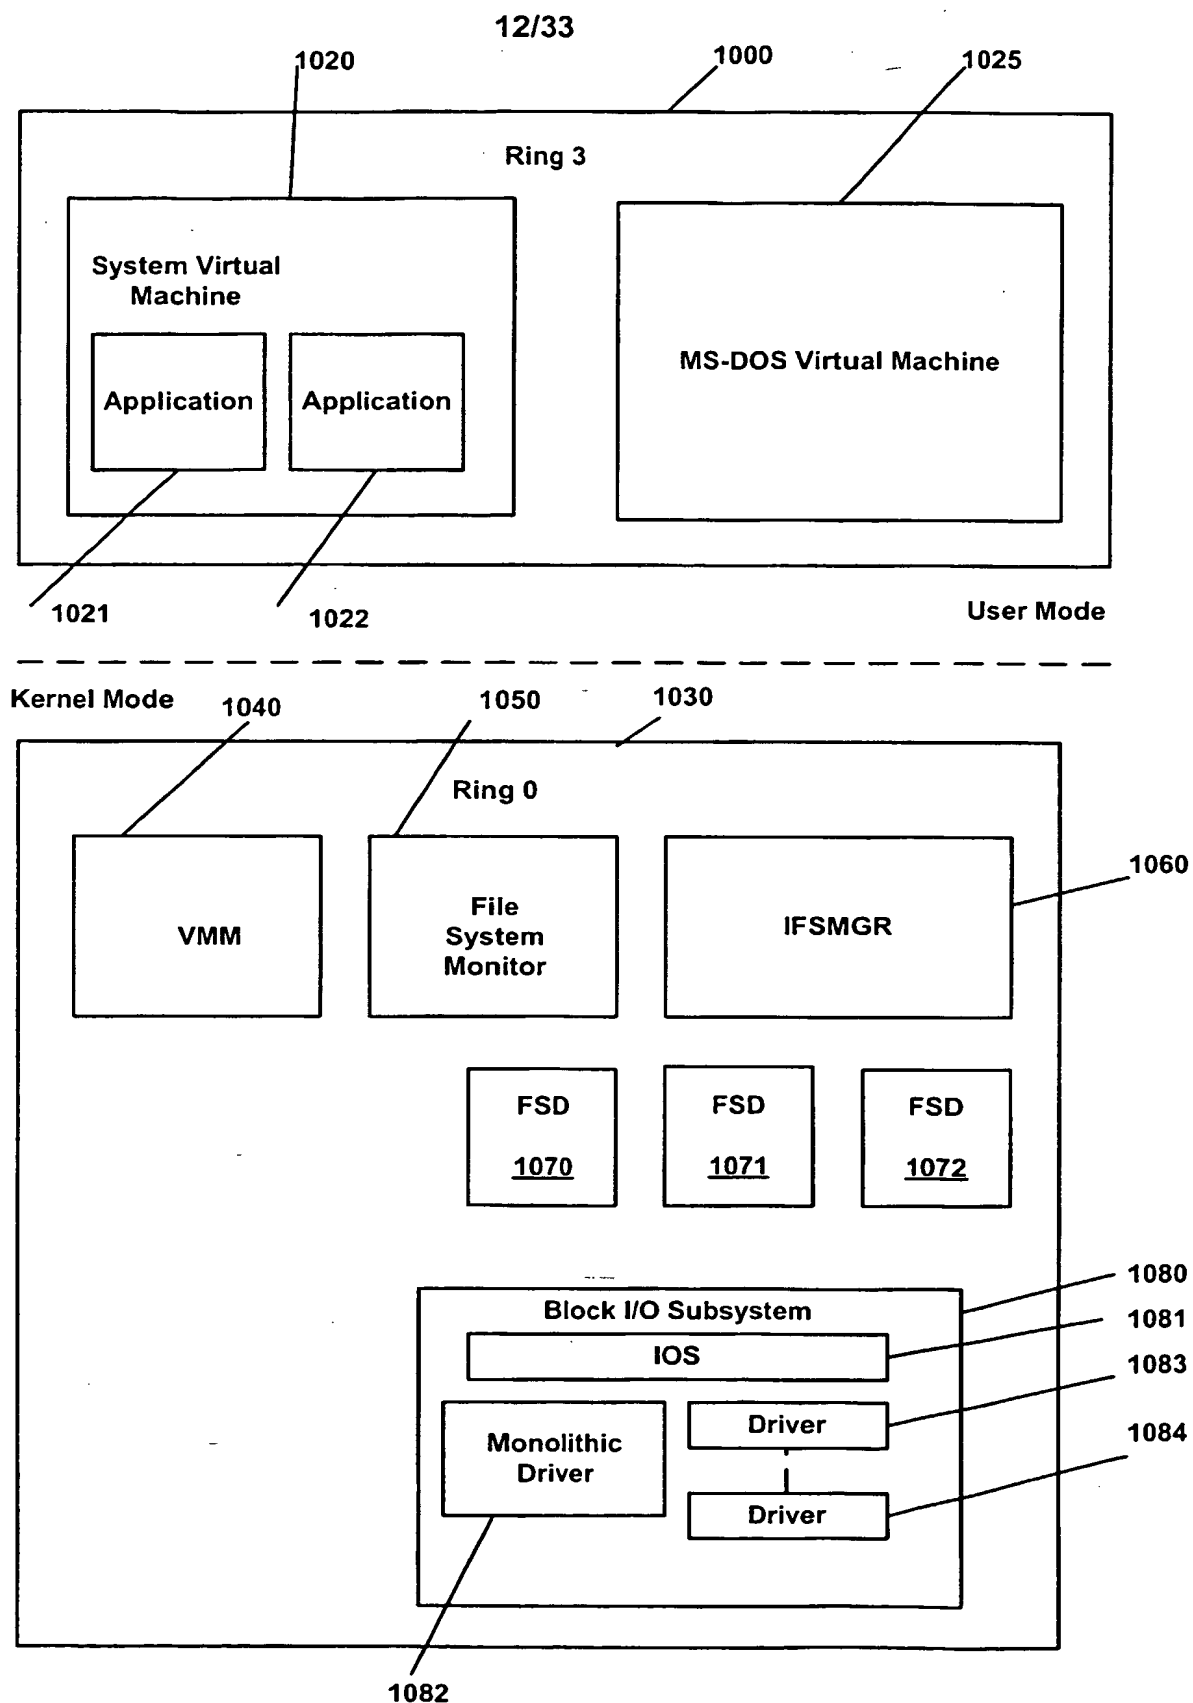 12/33
1020
1000
1025
Ring 3
System Virtual
Machine
Application
Application
MS-DOS Virtual Machine
1021
1022
User Mode
Kernel Mode
1040
1050
1030
Ring 0
VMM
File
System
Monitor
IFSMGR
1060
FSD
1070
FSD
1071
FSD
1072
1080
Block I/O Subsystem
1081
IOS
1083
Driver
Monolithic
Driver
1084
Driver
1082